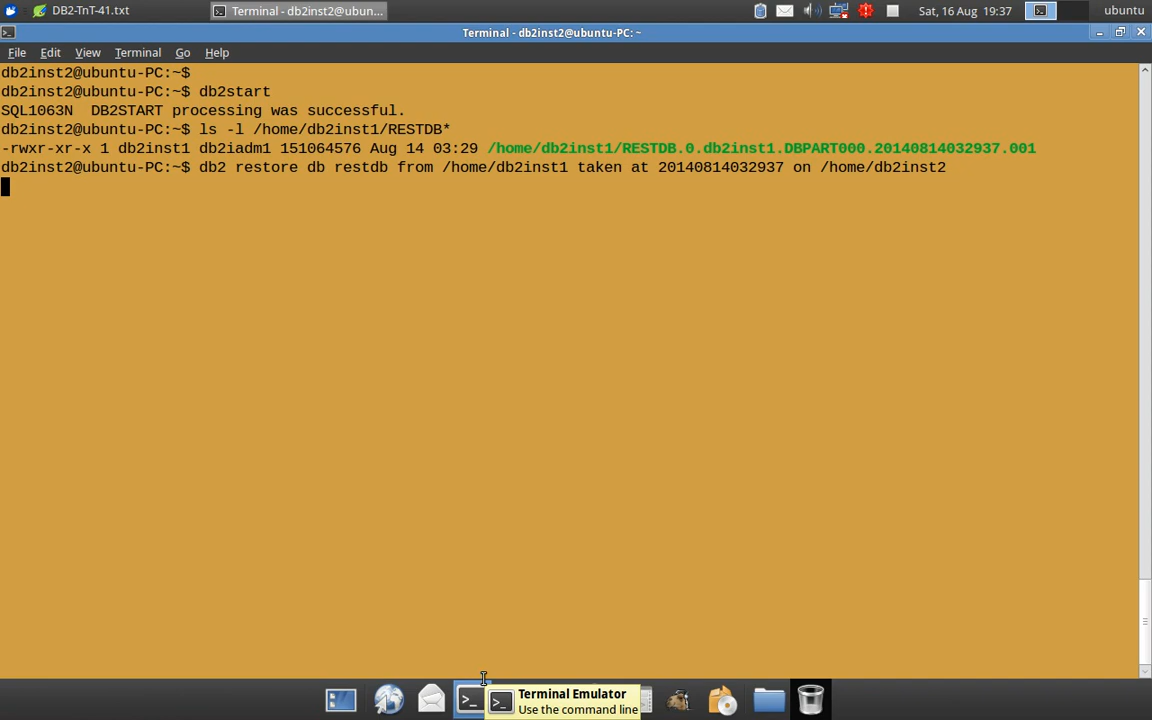 DB2-TnT-41.txt
Terminal - db2inst2@ubun...
Sat, 16 Aug 19:37
ubuntu
Terminal - db2inst2@ubuntu-PC: ~
File Edit View Terminal Go Help
db2inst2@ubuntu-PC:~$
db2inst2@ubuntu-PC:~$ db2start
SQL1063N  DB2START processing was successful.
db2inst2@ubuntu-PC:~$ ls -l /home/db2inst1/RESTDB*
-rwxr-xr-x 1 db2inst1 db2iadm1 151064576 Aug 14 03:29 /home/db2inst1/RESTDB.0.db2inst1.DBPART000.20140814032937.001
db2inst2@ubuntu-PC:~$ db2 restore db restdb from /home/db2inst1 taken at 20140814032937 on /home/db2inst2
Terminal Emulator
Use the command line